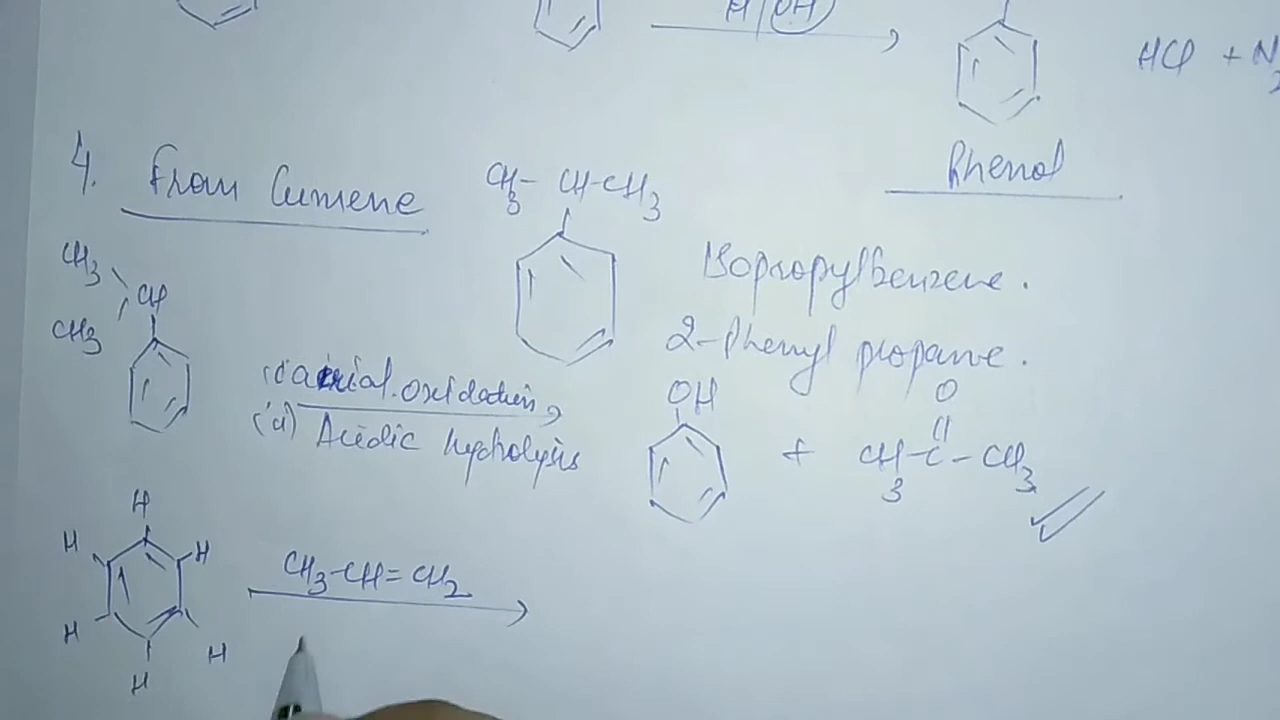 H/OH
HCl + N2
Phenol
4. From Cumene
CH3- CH-CH3
Isopropylbenzene.
2-Phenyl propane.
CH3
CH
CH3
(i) aerial oxidation
(ii) Acidic hydrolysis
OH
+
O
CH3-C-CH3
H
H H
H H
H
CH3-CH=CH2